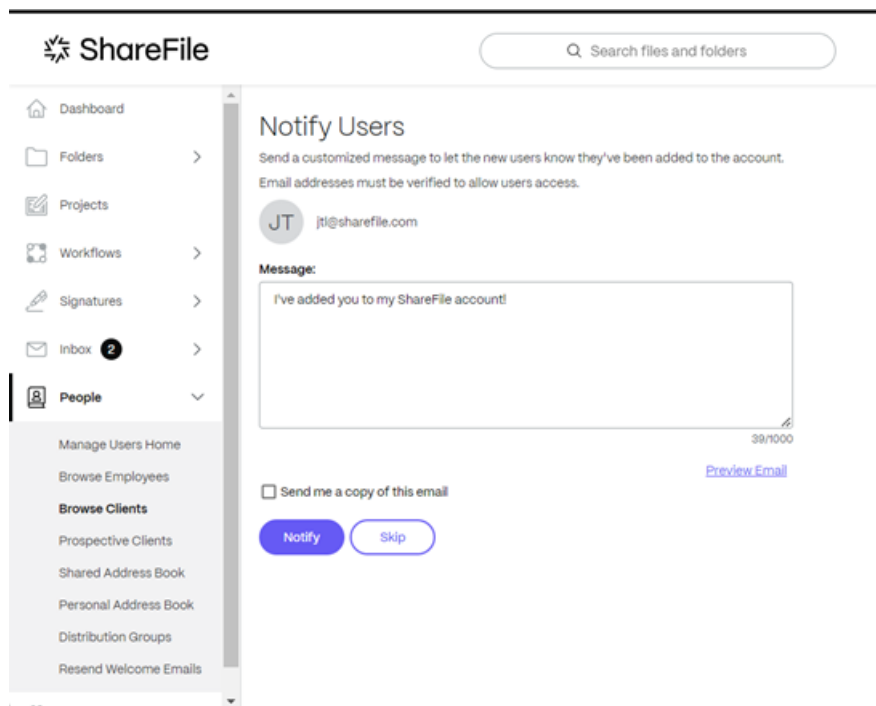 ShareFile
Search files and folders
Dashboard
Folders
Projects
Workflows
Signatures
Inbox 2
People
Manage Users Home
Browse Employees
Browse Clients
Prospective Clients
Shared Address Book
Personal Address Book
Distribution Groups
Resend Welcome Emails
Notify Users
Send a customized message to let the new users know they've been added to the account.
Email addresses must be verified to allow users access.
JT
jtl@sharefile.com
Message:
I've added you to my ShareFile account!
39/1000
Preview Email
Send me a copy of this email
Notify
Skip